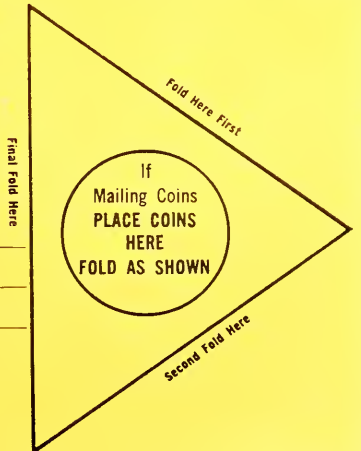 Fold Here First
Final Fold Here
If
Mailing Coins
PLACE COINS
HERE
FOLD AS SHOWN
Second Fold Here